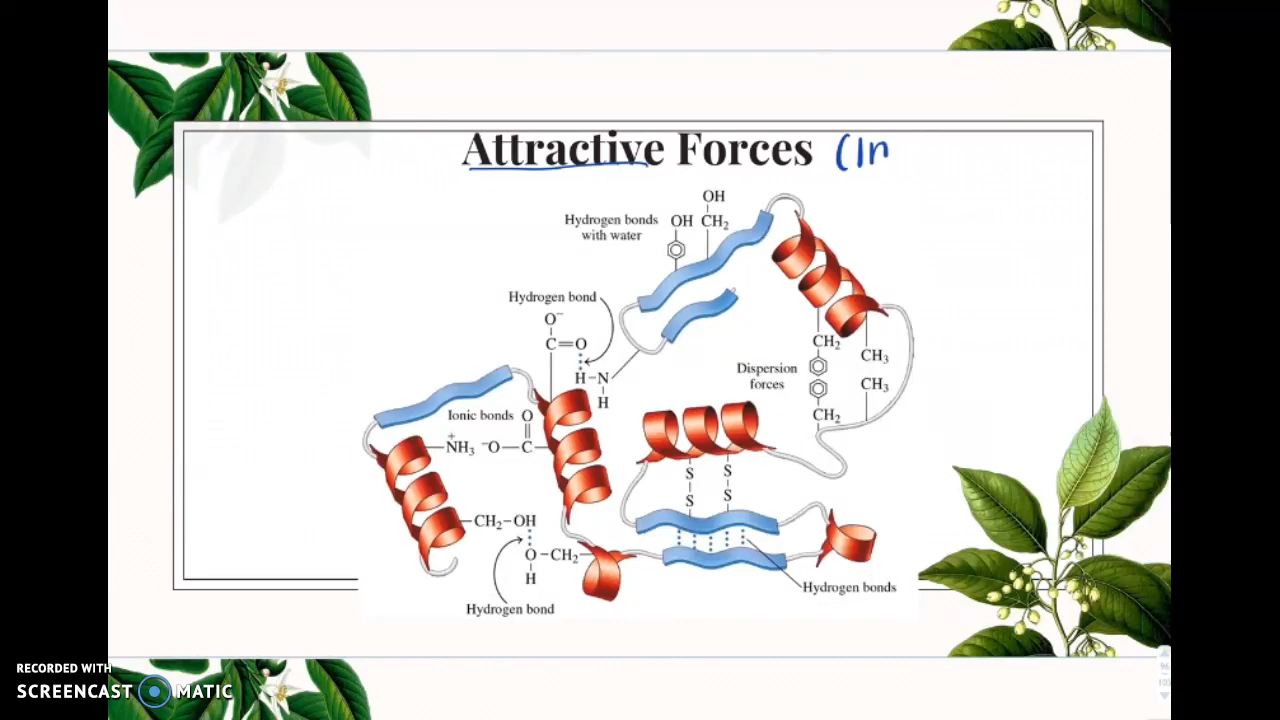 Attractive Forces (In
OH
Hydrogen bonds OH CH₂
with water
Hydrogen bond
O⁻
C=O
H–N
H
CH₂
CH₃
Dispersion
forces
CH₃
CH₂
Ionic bonds O
NH₃⁺ ⁻O–C
S S
S S
CH₂–OH
O–CH₂
H
Hydrogen bonds
Hydrogen bond
RECORDED WITH
SCREENCAST MATIC